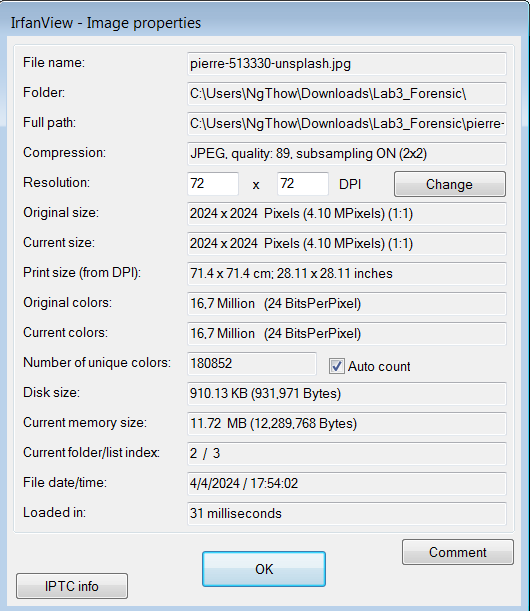 IrfanView - Image properties
File name: pierre-513330-unsplash.jpg
Folder: C:\Users\NgThow\Downloads\Lab3_Forensic\
Full path: C:\Users\NgThow\Downloads\Lab3_Forensic\pierre-
Compression: JPEG, quality: 89, subsampling ON (2x2)
Resolution: 72 x 72 DPI Change
Original size: 2024 x 2024 Pixels (4.10 MPixels) (1:1)
Current size: 2024 x 2024 Pixels (4.10 MPixels) (1:1)
Print size (from DPI): 71.4 x 71.4 cm; 28.11 x 28.11 inches
Original colors: 16,7 Million (24 BitsPerPixel)
Current colors: 16,7 Million (24 BitsPerPixel)
Number of unique colors: 180852 Auto count
Disk size: 910.13 KB (931,971 Bytes)
Current memory size: 11.72 MB (12,289,768 Bytes)
Current folder/list index: 2 / 3
File date/time: 4/4/2024 / 17:54:02
Loaded in: 31 milliseconds
Comment
OK
IPTC info